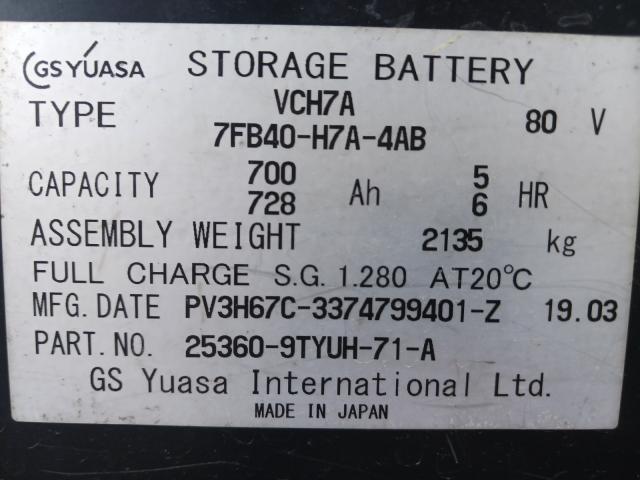 GS YUASA STORAGE BATTERY
TYPE VCH7A 80 V
7FB40-H7A-4AB
CAPACITY 700 Ah 5 HR
728 6
ASSEMBLY WEIGHT 2135 kg
FULL CHARGE S.G. 1.280 AT20°C
MFG. DATE PV3H67C-3374799401-Z 19.03
PART. NO. 25360-9TYUH-71-A
GS Yuasa International Ltd.
MADE IN JAPAN